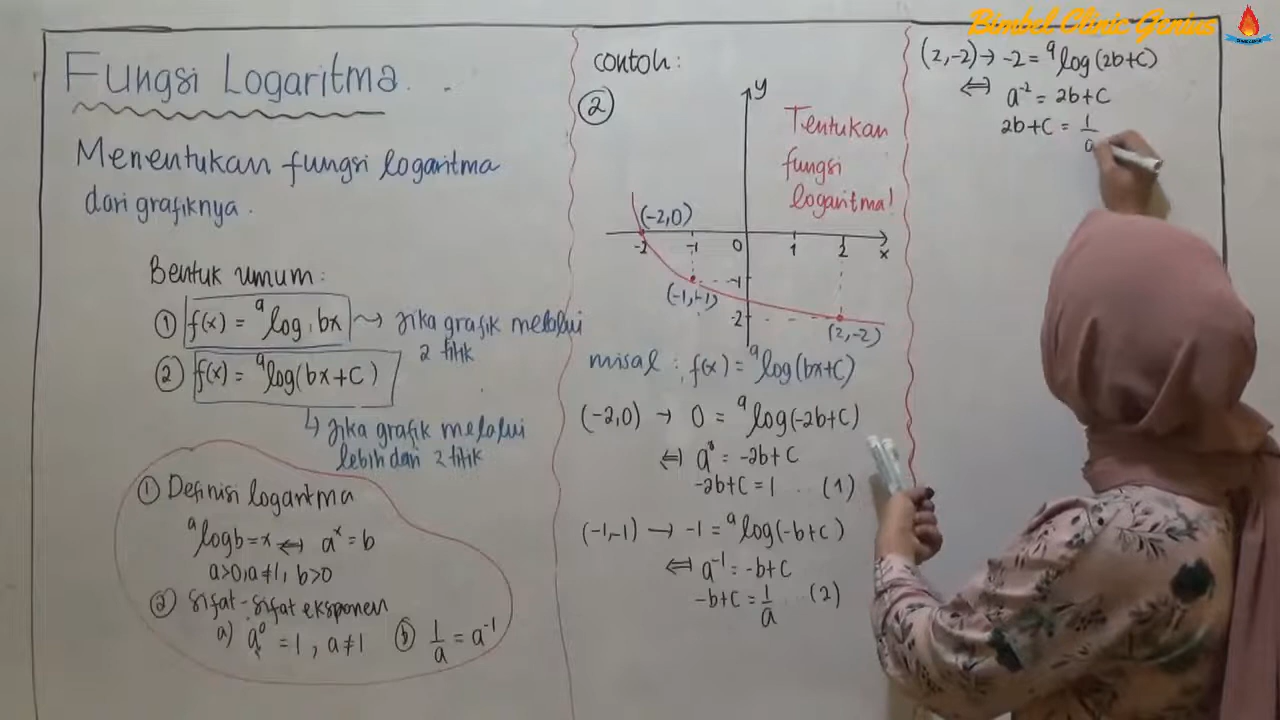 Bimbel Clinic Genius
Fungsi Logaritma.
Menentukan fungsi logaritma
dari grafiknya.
Bentuk umum:
① f(x) = ᵃlog bx ⤳ jika grafik melalui
2 titik
② f(x) = ᵃlog(bx+c)
↳ jika grafik melalui
lebih dari 2 titik
① Definisi logaritma
ᵃlog b = x ⇔ aˣ = b
a>0, a≠1, b>0
② Sifat-sifat eksponen
a) a⁰ = 1, a≠1 ⓑ 1/a = a⁻¹
contoh:
②
y
Tentukan
fungsi
logaritma!
(-2,0)
-2 -1 0 1 2 x
-1
(-1,-1)
-2
(2,-2)
misal: f(x) = ᵃlog(bx+c)
(-2,0) → 0 = ᵃlog(-2b+c)
⇔ a⁰ = -2b+c
-2b+c = 1 ... (1)
(-1,-1) → -1 = ᵃlog(-b+c)
⇔ a⁻¹ = -b+c
-b+c = 1/a ... (2)
(2,-2) → -2 = ᵃlog(2b+c)
⇔ a⁻² = 2b+c
2b+c = 1/a